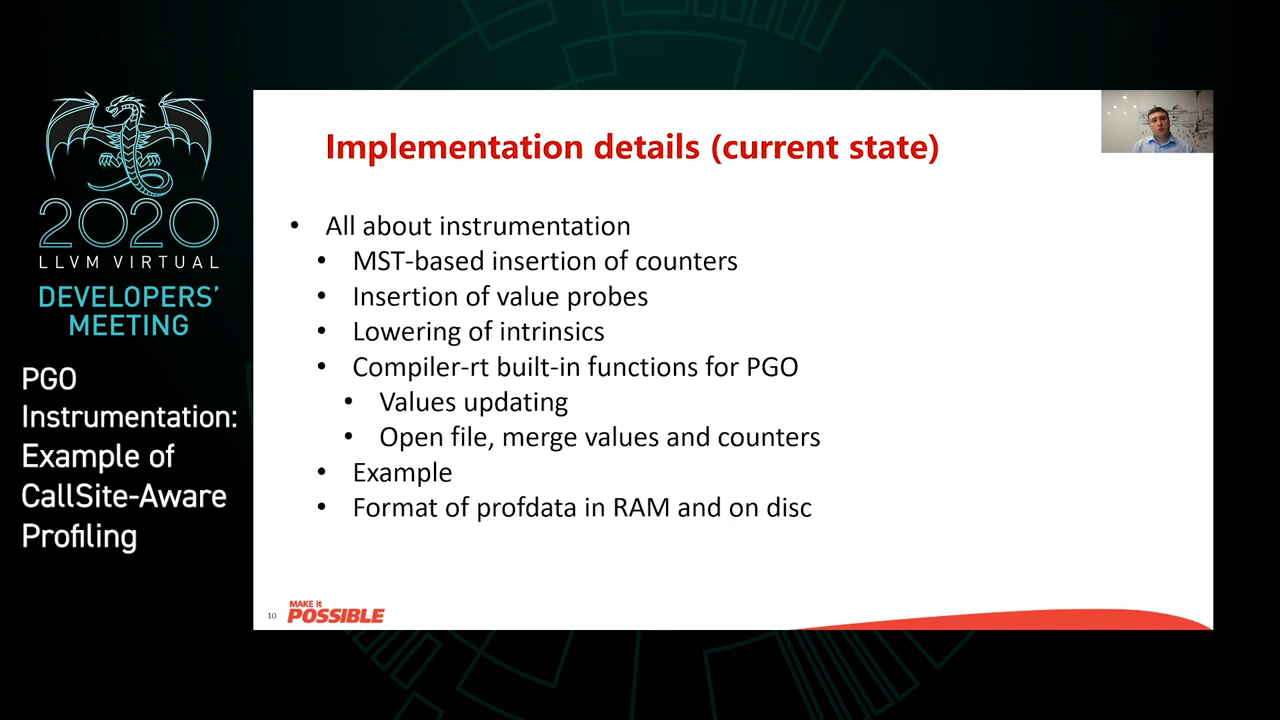 2020
LLVM VIRTUAL
DEVELOPERS'
MEETING
PGO
Instrumentation:
Example of
CallSite-Aware
Profiling
Implementation details (current state)
• All about instrumentation
• MST-based insertion of counters
• Insertion of value probes
• Lowering of intrinsics
• Compiler-rt built-in functions for PGO
• Values updating
• Open file, merge values and counters
• Example
• Format of profdata in RAM and on disc
10
MAKE it
POSSIBLE